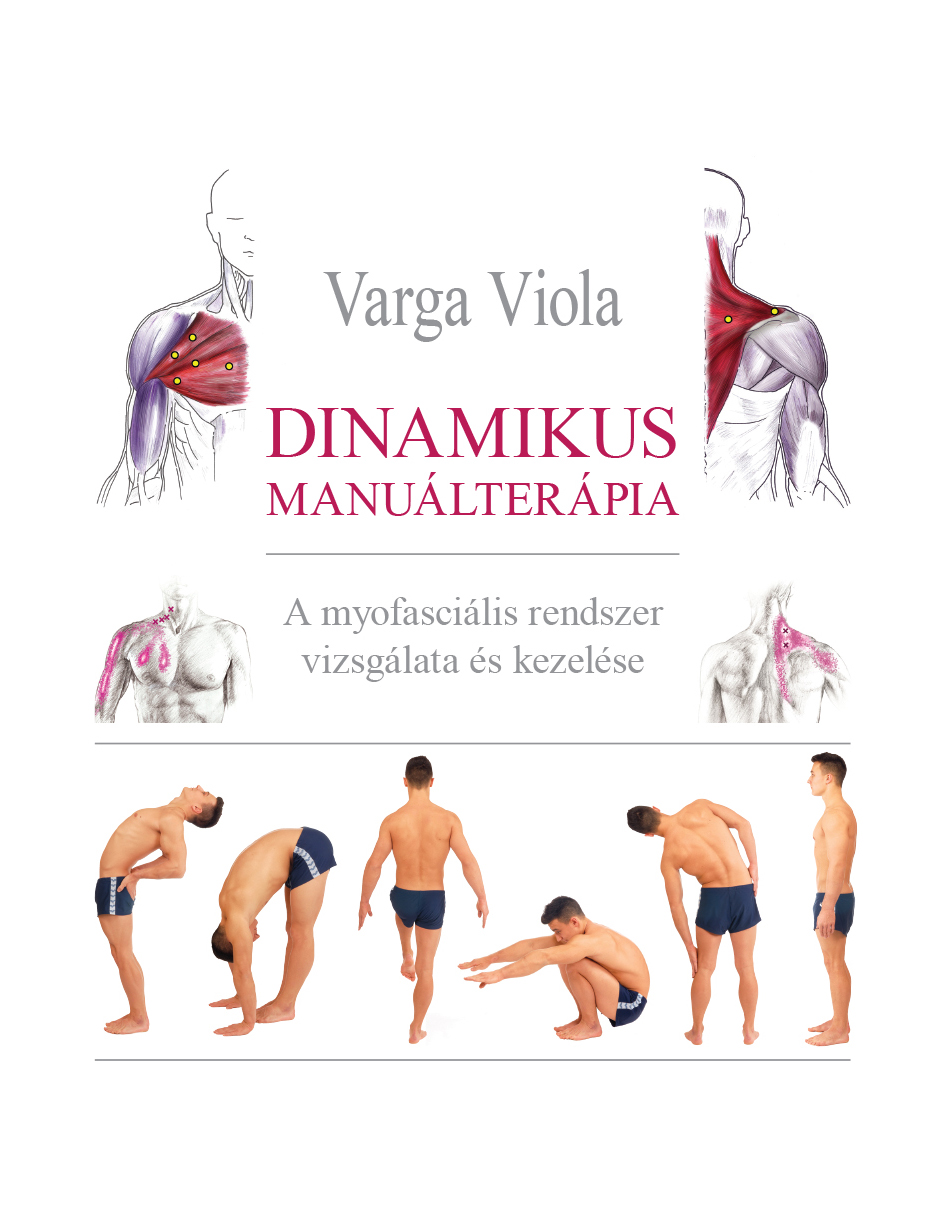 Varga Viola
DINAMIKUS
MANUÁLTERÁPIA
A myofasciális rendszer
vizsgálata és kezelése